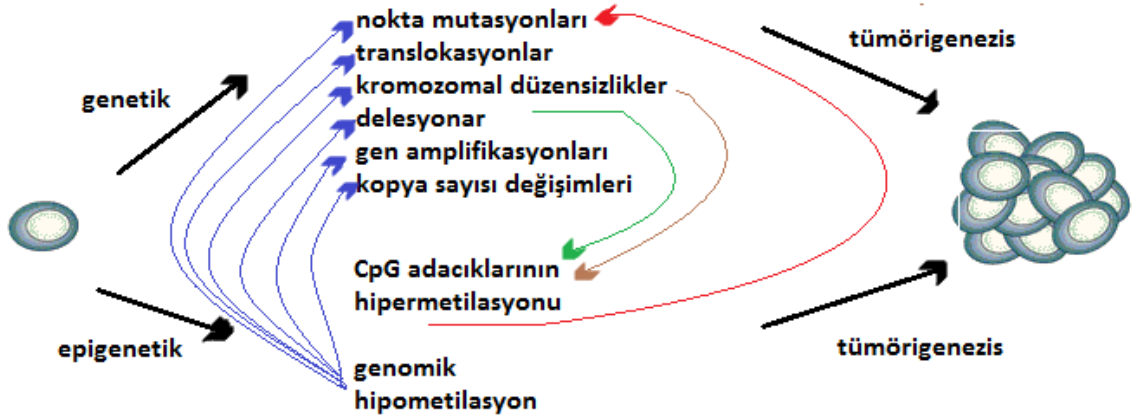 nokta mutasyonları
translokasyonlar
kromozomal düzensizlikler
delesyonar
gen amplifikasyonları
kopya sayısı değişimleri
genetik
tümörigenezis
CpG adacıklarının
hipermetilasyonu
epigenetik
tümörigenezis
genomik
hipometilasyon